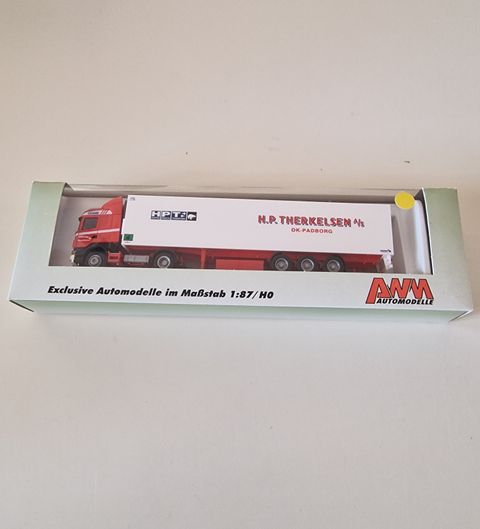 HPT
H.P. THERKELSEN A/S
DK-PADBORG
Exclusive Automodelle im Maßstab 1:87/H0
AWM
AUTOMODELLE